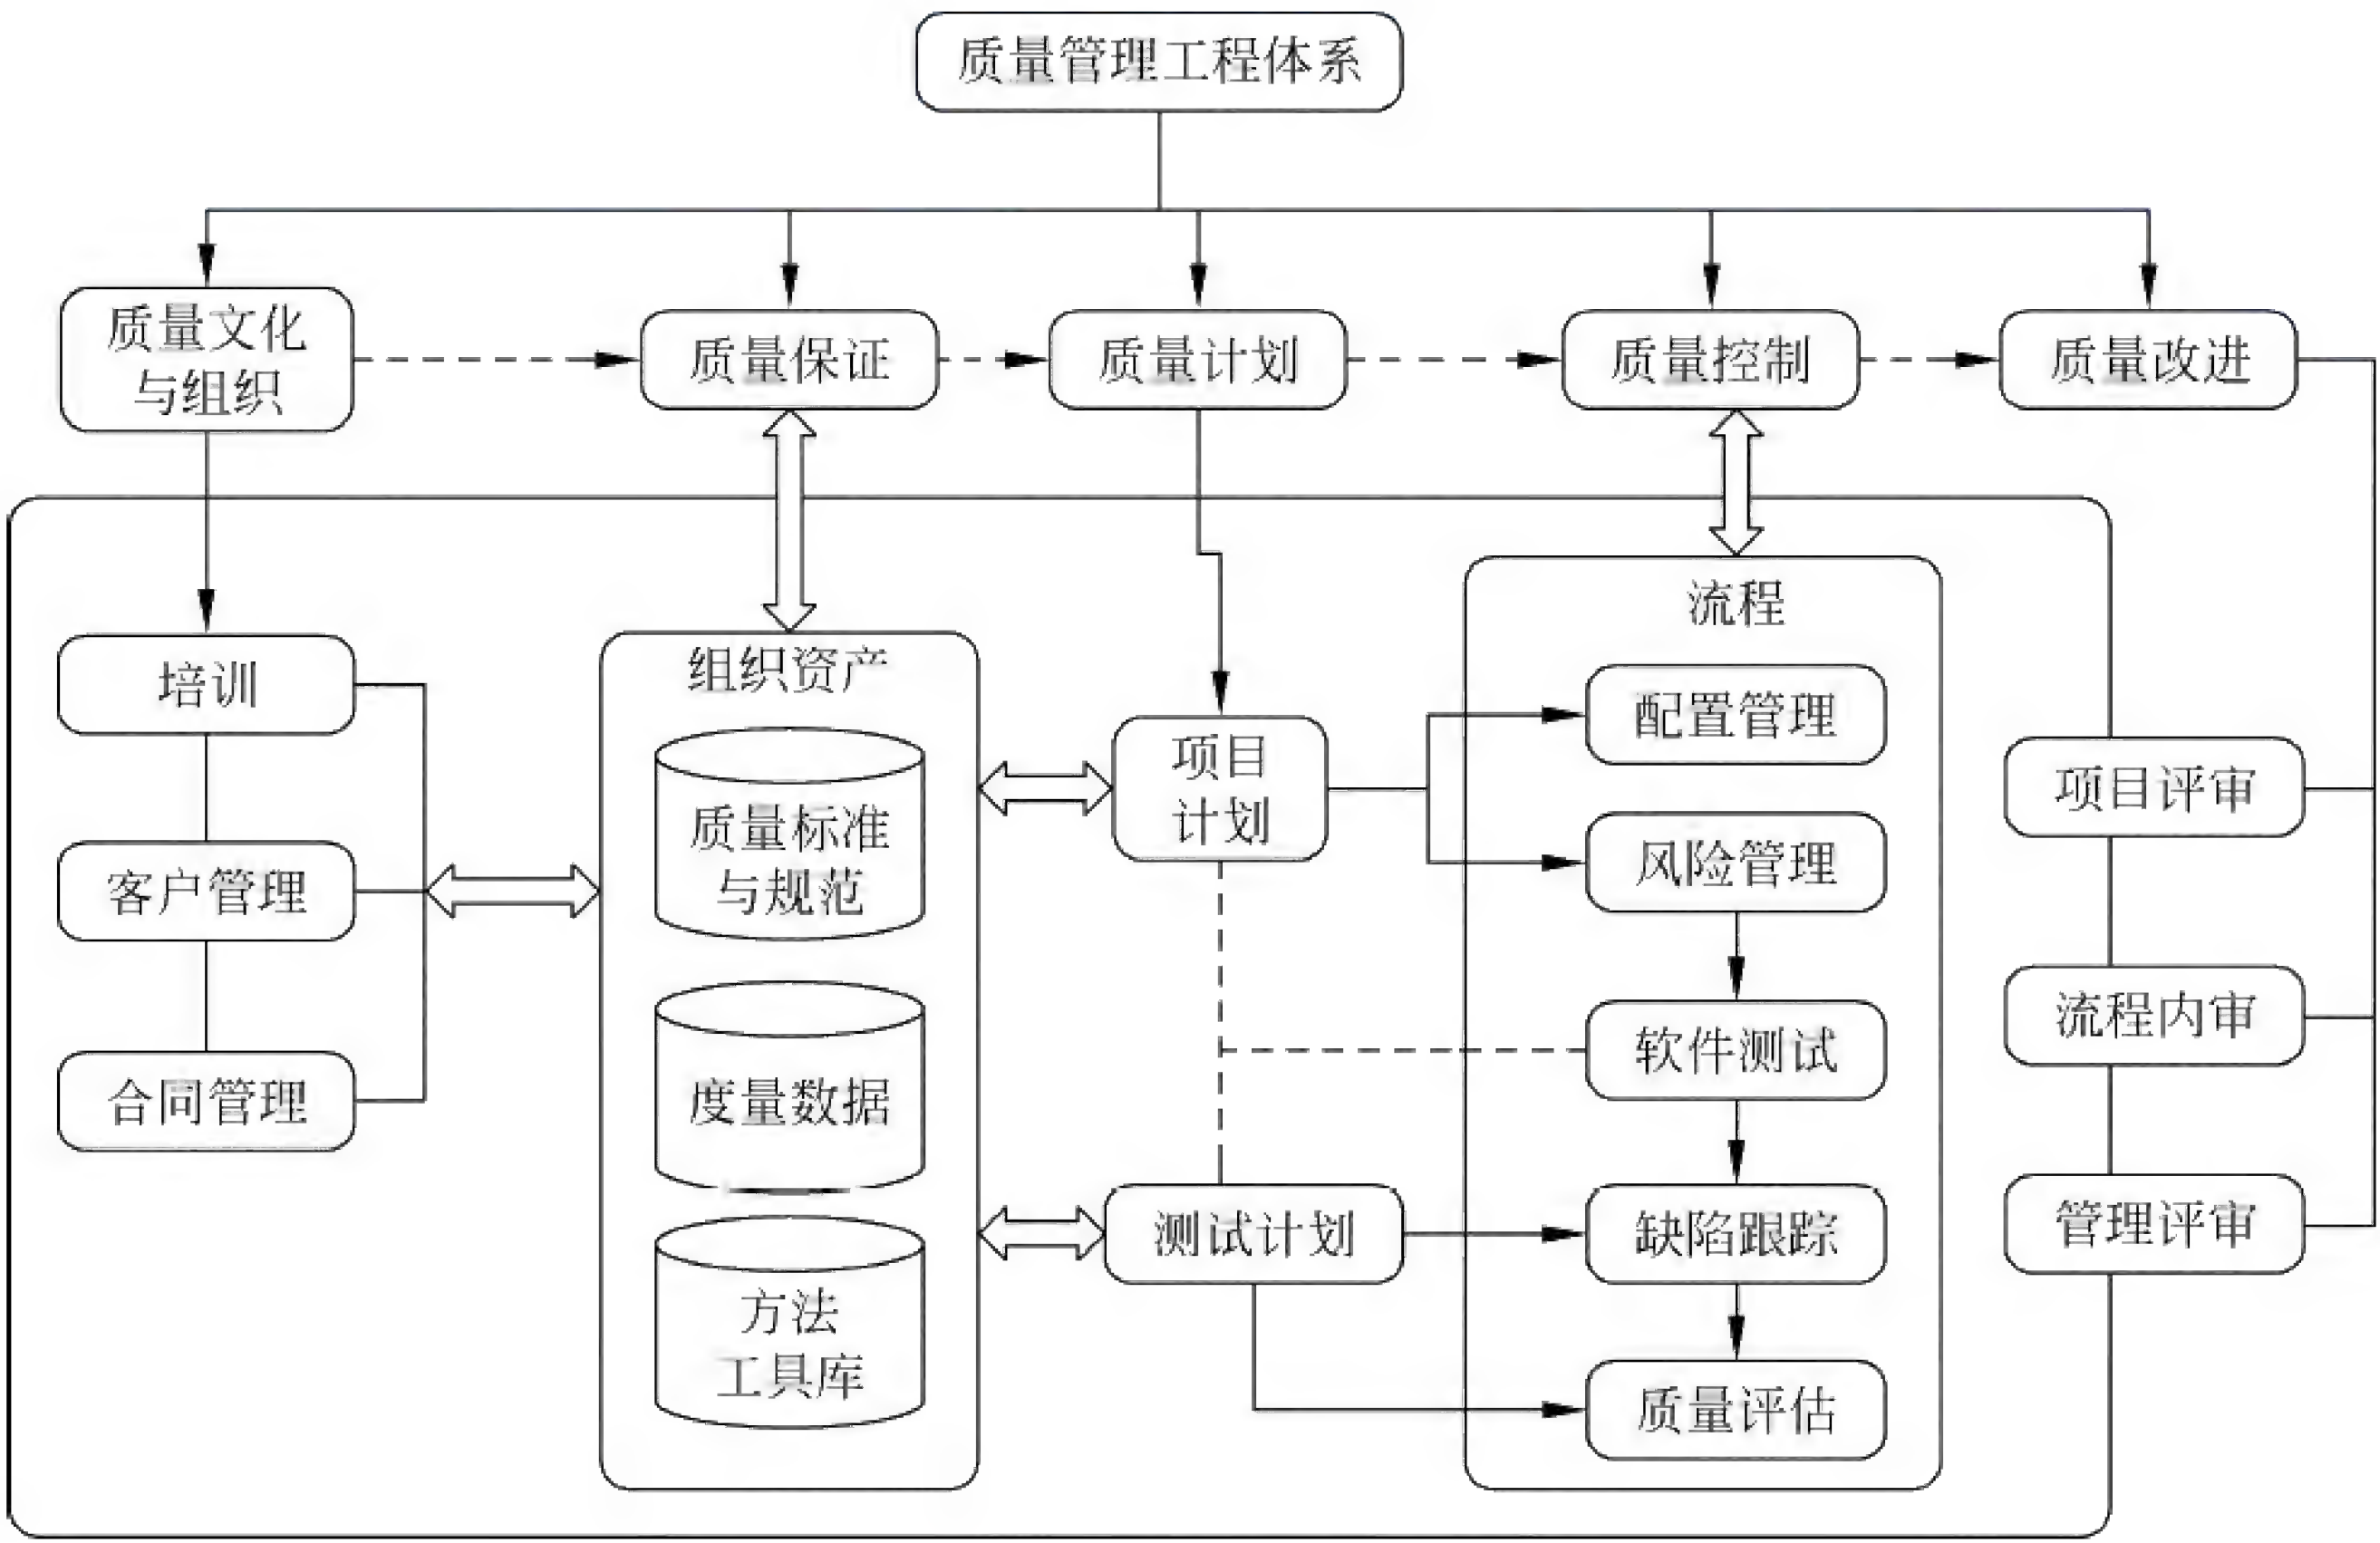 质量管理工程体系
质量文化
与组织
质量保证
质量计划
质量控制
质量改进
培训
客户管理
合同管理
组织资产
质量标准
与规范
度量数据
方法
工具库
项目
计划
测试计划
流程
配置管理
风险管理
软件测试
缺陷跟踪
质量评估
项目评审
流程内审
管理评审